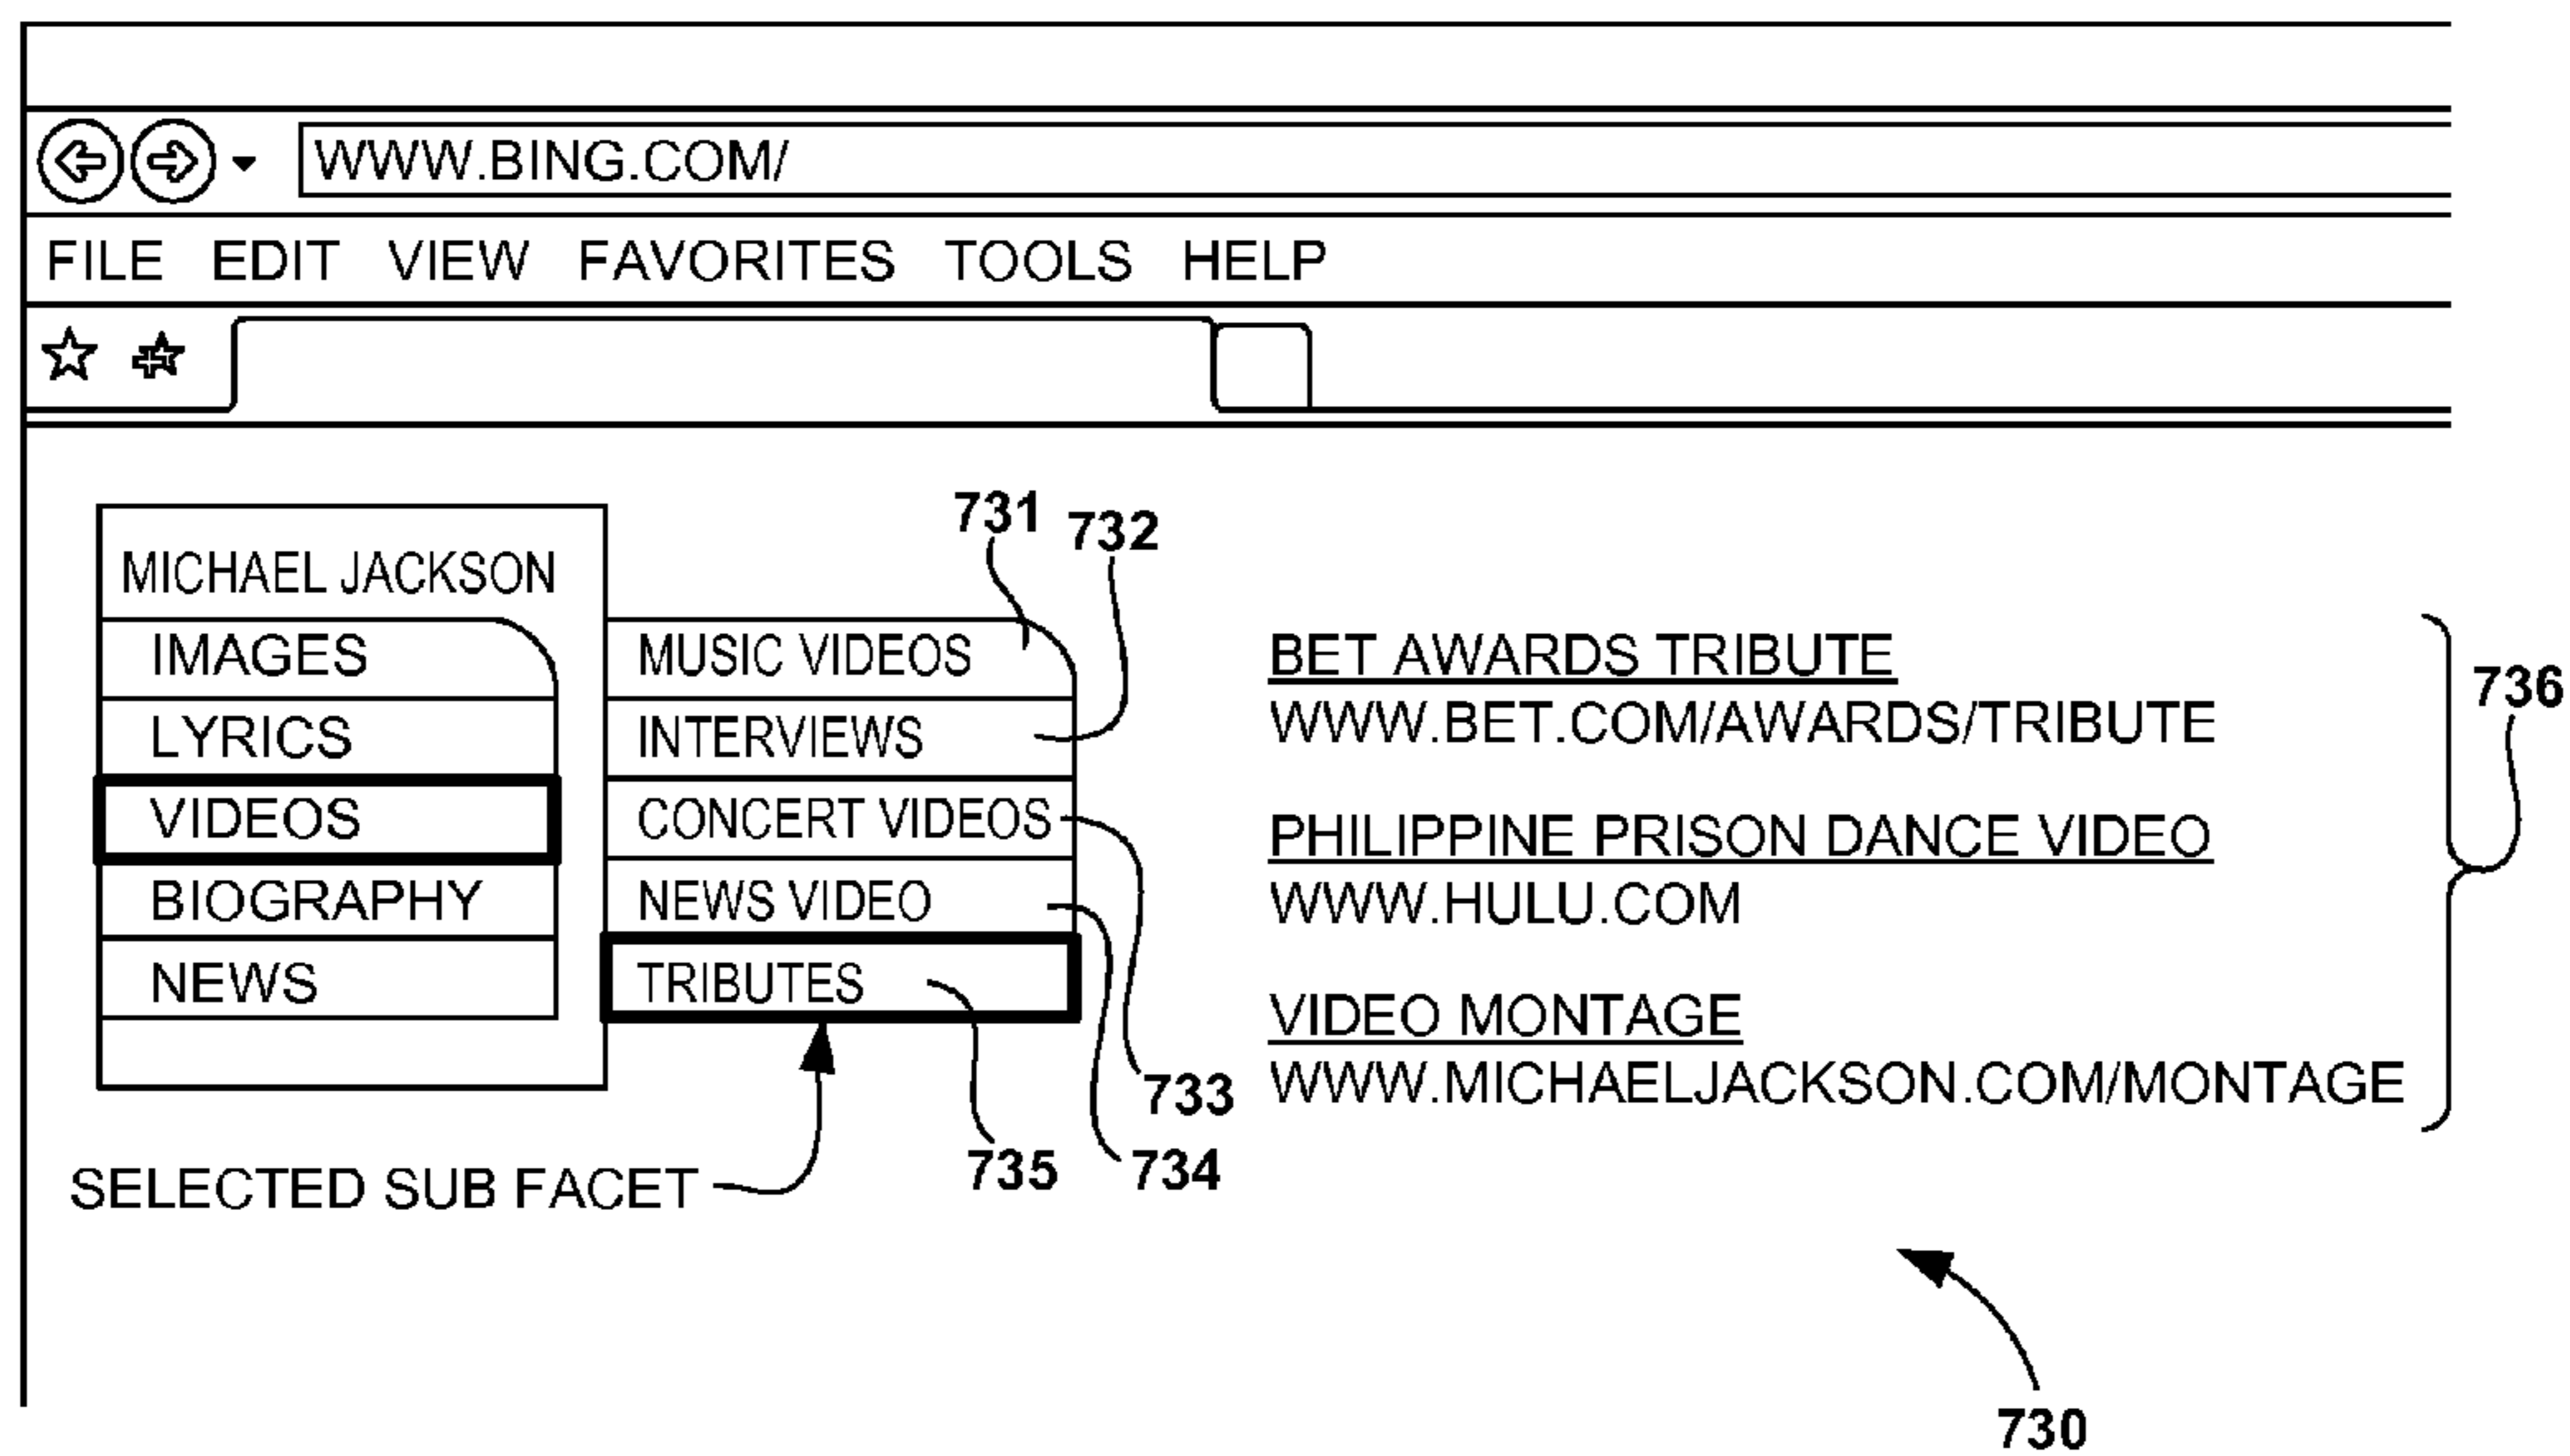 WWW.BING.COM/
FILE EDIT VIEW FAVORITES TOOLS HELP
731
732
MICHAEL JACKSON
IMAGES
LYRICS
VIDEOS
BIOGRAPHY
NEWS
MUSIC VIDEOS
INTERVIEWS
CONCERT VIDEOS
NEWS VIDEO
TRIBUTES
BET AWARDS TRIBUTE
WWW.BET.COM/AWARDS/TRIBUTE
PHILIPPINE PRISON DANCE VIDEO
WWW.HULU.COM
VIDEO MONTAGE
WWW.MICHAELJACKSON.COM/MONTAGE
736
733
734
735
SELECTED SUB FACET
730